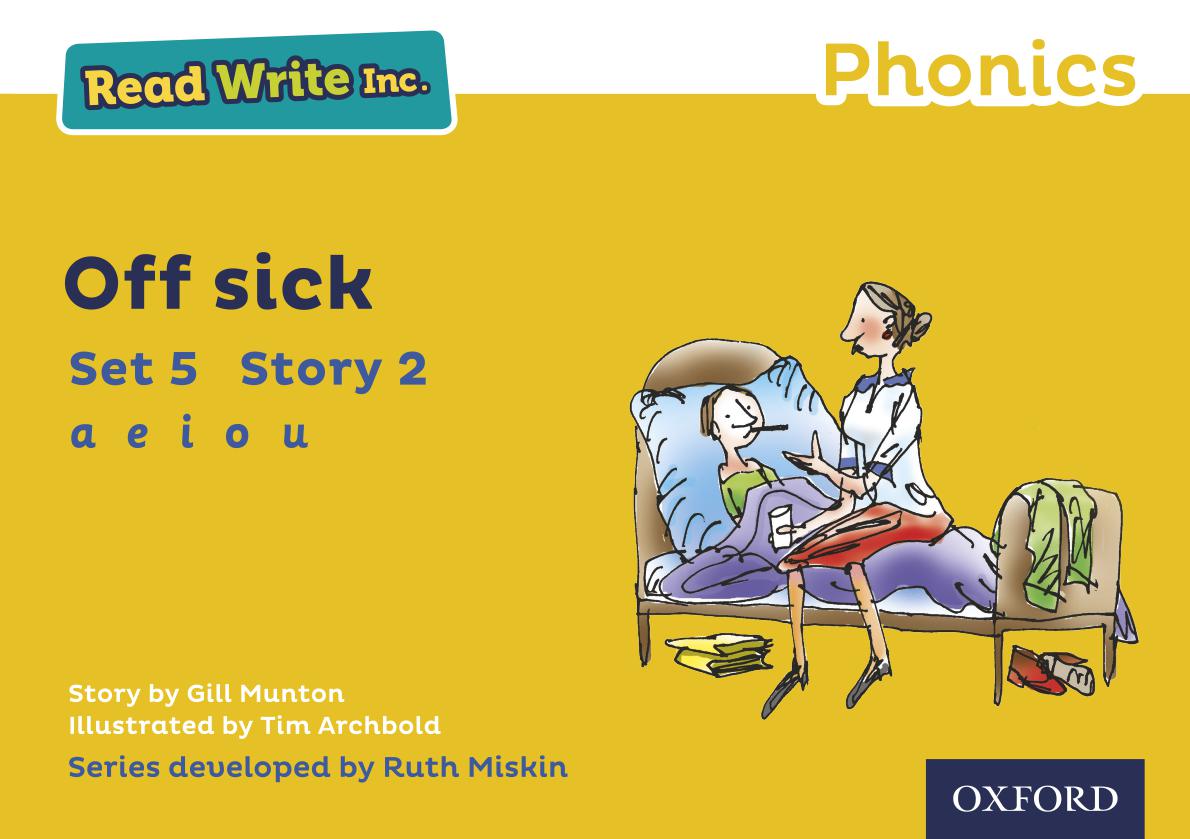 Read Write Inc.
Phonics
Off sick
Set 5 Story 2
a e i o u
Story by Gill Munton
Illustrated by Tim Archbold
Series developed by Ruth Miskin
OXFORD